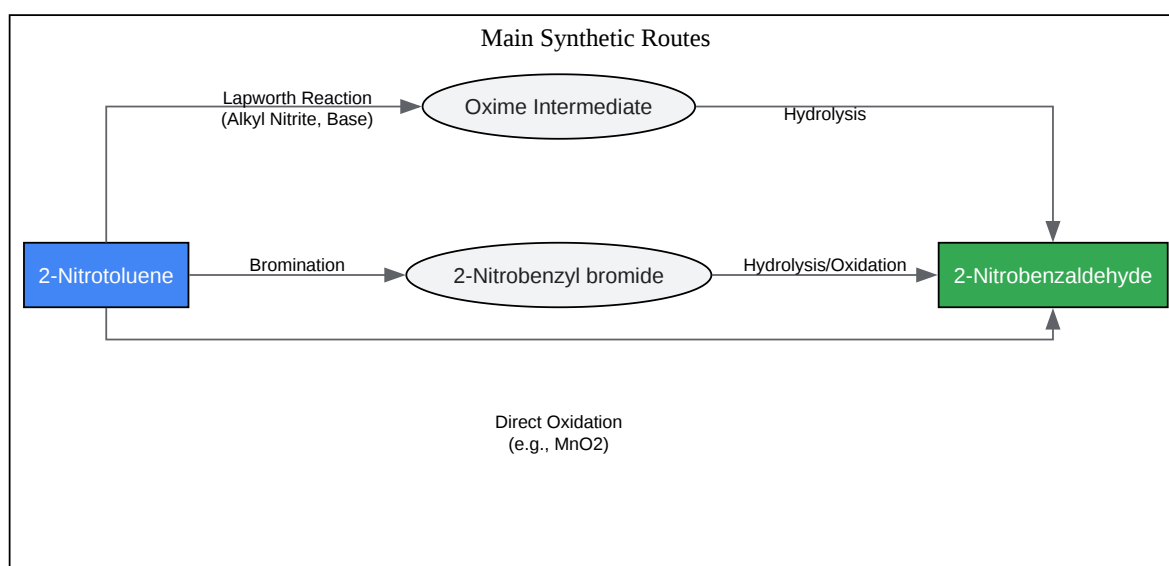 Main Synthetic Routes
Lapworth Reaction
(Alkyl Nitrite, Base)
Oxime Intermediate
Hydrolysis
2-Nitrotoluene
Bromination
2-Nitrobenzyl bromide
Hydrolysis/Oxidation
2-Nitrobenzaldehyde
Direct Oxidation
(e.g., MnO2)